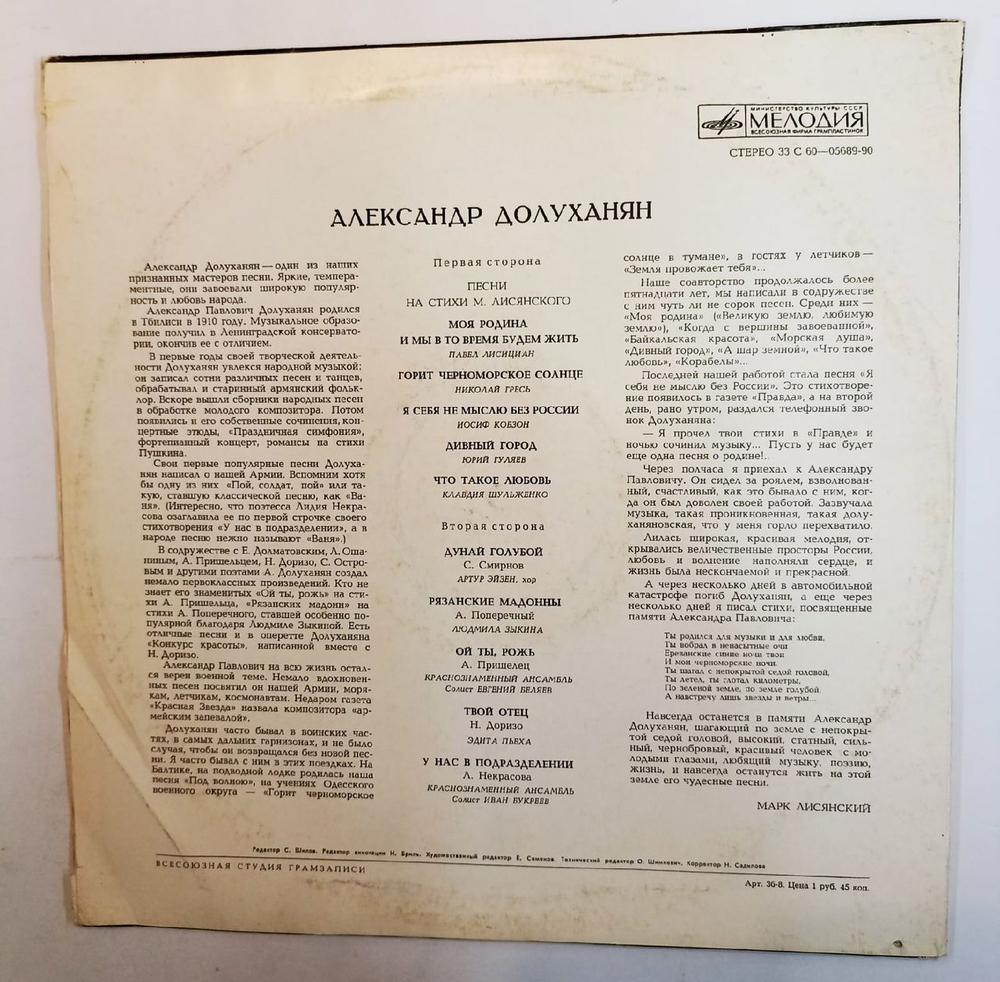 МИНИСТЕРСТВО КУЛЬТУРЫ СССР
МЕЛОДИЯ
ВСЕСОЮЗНАЯ ФИРМА ГРАМПЛАСТИНОК
СТЕРЕО 33 С 60—05689-90
АЛЕКСАНДР ДОЛУХАНЯН
Александр Долуханян — один из наших
признанных мастеров песни. Яркие, темпера-
ментные, они завоевали широкую популяр-
ность и любовь народа.
Александр Павлович Долуханян родился
в Тбилиси в 1910 году. Музыкальное образо-
вание получил в Ленинградской консервато-
рии, окончив ее с отличием.
В первые годы своей творческой деятель-
ности Долуханян увлекся народной музыкой;
он записал сотни различных песен и танцев,
обрабатывал и старинный армянский фольк-
лор. Вскоре вышли сборники народных песен
в обработке молодого композитора. Потом
появились и его собственные сочинения, кон-
цертные этюды, «Праздничная симфония»,
фортепианный концерт, романсы на стихи
Пушкина.
Свои первые популярные песни Долуха-
нян написал о нашей Армии. Вспомним хотя
бы одну из них «Пой, солдат, пой» или та-
кую, ставшую классической песню, как «Ва-
ня». (Интересно, что поэтесса Лидия Некра-
сова озаглавила ее по первой строчке своего
стихотворения «У нас в подразделении», а в
народе песню нежно называют «Ваня».)
В содружестве с Е. Долматовским, Л. Оша-
ниным, А. Пришельцем, Н. Доризо, С. Остро-
вым и другими поэтами А. Долуханян создал
немало первоклассных произведений. Кто не
знает его знаменитых «Ой ты, рожь» на сти-
хи А. Пришельца, «Рязанских мадонн» на
стихи А. Поперечного, ставшей особенно по-
пулярной благодаря Людмиле Зыкиной. Есть
отличные песни и в оперетте Долуханяна
«Конкурс красоты», написанной вместе с
Н. Доризо.
Александр Павлович на всю жизнь остал-
ся верен военной теме. Немало вдохновен-
ных песен посвятил он нашей Армии, моря-
кам, летчикам, космонавтам. Недаром газета
«Красная Звезда» назвала композитора «ар-
мейским запевалой».
Долуханян часто бывал в воинских час-
тях, в самых дальних гарнизонах, и не было
случая, чтобы он возвращался без новой пес-
ни. Я часто бывал с ним в этих поездках. На
Балтике, на подводной лодке родилась наша
песня «Под водою», на учениях Одесского
военного округа — «Горит черноморское
Первая сторона
ПЕСНИ
НА СТИХИ М. ЛИСЯНСКОГО
МОЯ РОДИНА
И МЫ В ТО ВРЕМЯ БУДЕМ ЖИТЬ
ПАВЕЛ ЛИСИЦИАН
ГОРИТ ЧЕРНОМОРСКОЕ СОЛНЦЕ
НИКОЛАЙ ГРЕСЬ
Я СЕБЯ НЕ МЫСЛЮ БЕЗ РОССИИ
ИОСИФ КОБЗОН
ДИВНЫЙ ГОРОД
ЮРИЙ ГУЛЯЕВ
ЧТО ТАКОЕ ЛЮБОВЬ
КЛАВДИЯ ШУЛЬЖЕНКО
Вторая сторона
ДУНАЙ ГОЛУБОЙ
С. Смирнов
АРТУР ЭЙЗЕН, хор
РЯЗАНСКИЕ МАДОННЫ
А. Поперечный
ЛЮДМИЛА ЗЫКИНА
ОЙ ТЫ, РОЖЬ
А. Пришелец
КРАСНОЗНАМЕННЫЙ АНСАМБЛЬ
Солист ЕВГЕНИЙ БЕЛЯЕВ
ТВОЙ ОТЕЦ
Н. Доризо
ЭДИТА ПЬЕХА
У НАС В ПОДРАЗДЕЛЕНИИ
Л. Некрасова
КРАСНОЗНАМЕННЫЙ АНСАМБЛЬ
Солист ИВАН БУКРЕЕВ
солнце в тумане», в гостях у летчиков —
«Земля провожает тебя»...
Наше соавторство продолжалось более
пятнадцати лет, мы написали в содружестве
с ним чуть ли не сорок песен. Среди них —
«Моя родина» («Великую землю, любимую
землю»), «Когда с вершины завоеванной»,
«Байкальская красота», «Морская душа»,
«Дивный город», «А шар земной», «Что такое
любовь», «Корабелы»...
Последней нашей работой стала песня «Я
себя не мыслю без России». Это стихотворе-
ние появилось в газете «Правда», а на второй
день, рано утром, раздался телефонный зво-
нок Долуханяна:
— Я прочел твои стихи в «Правде» и
ночью сочинил музыку... Пусть у нас будет
еще одна песня о родине!..
Через полчаса я приехал к Александру
Павловичу. Он сидел за роялем, взволнован-
ный, счастливый, как это бывало с ним, ког-
да он был доволен своей работой. Зазвучала
музыка, такая проникновенная, такая долу-
ханяновская, что у меня горло перехватило.
Лилась широкая, красивая мелодия, от-
крывались величественные просторы России,
любовь и волнение наполняли сердце, и
жизнь была нескончаемой и прекрасной.
А через несколько дней в автомобильной
катастрофе погиб Долуханян, а еще через
несколько дней я писал стихи, посвященные
памяти Александра Павловича:
Ты родился для музыки и для любви,
Ты вобрал в ненасытные очи
Ереванские синие ночи твои
И мои черноморские ночи.
Ты шагал с непокрытой седой головой,
Ты летел, ты глотал километры,
По зеленой земле, по земле голубой.
А навстречу лишь звезды и ветры...
Навсегда останется в памяти Александр
Долуханян, шагающий по земле с непокры-
той седой головой, высокий, статный, силь-
ный, чернобровый, красивый человек с мо-
лодыми глазами, любящий музыку, поэзию,
жизнь, и навсегда останутся жить на этой
земле его чудесные песни.
МАРК ЛИСЯНСКИЙ
Редактор С. Шилов. Редактор аннотации Н. Бриль. Художественный редактор Е. Семенов. Технический редактор О. Шинкевич. Корректор Н. Садилова
ВСЕСОЮЗНАЯ СТУДИЯ ГРАМЗАПИСИ
Арт. 36-8. Цена 1 руб. 45 коп.